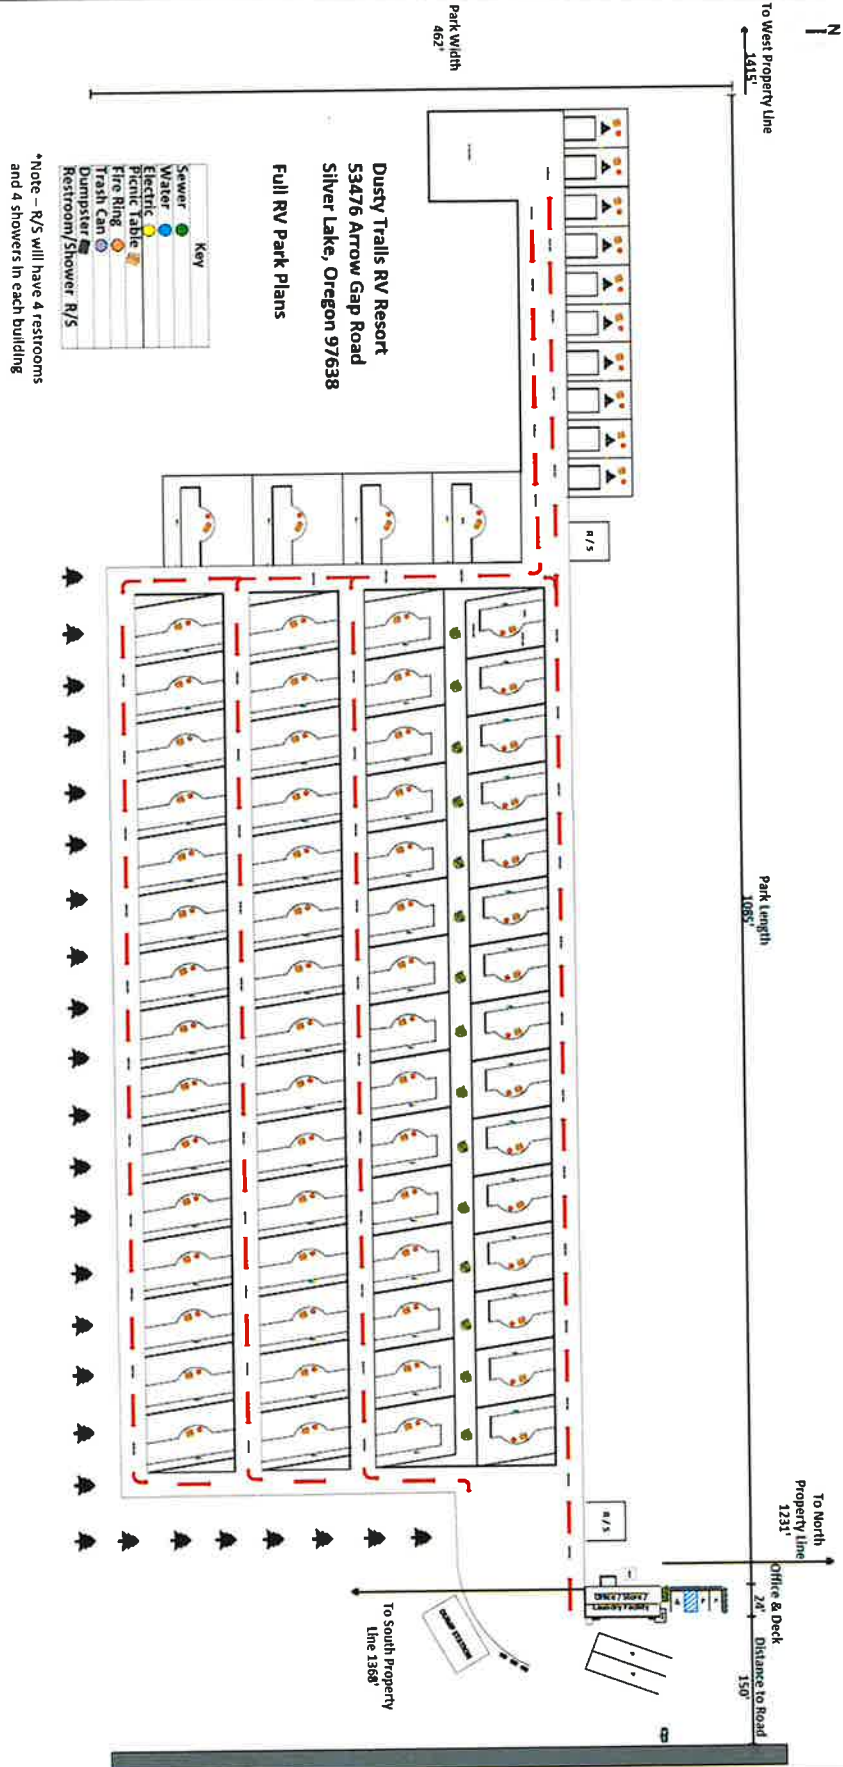 N
To West Property Line
1415'
Park Width
462'
Park Length
1085'
To North
Property Line
1231'
Office & Deck
24'
Distance to Road
150'
Dusty Trails RV Resort
53476 Arrow Gap Road
Silver Lake, Oregon 97638
Full RV Park Plans
R/S
R/S
Office / Store /
Laundry Facility
P
P
P
P
To South Property
Line 1368'
Key
Sewer
Water
Electric
Picnic Table
Fire Ring
Trash Can
Dumpster
Restroom/Shower R/S
*Note – R/S will have 4 restrooms
and 4 showers in each building